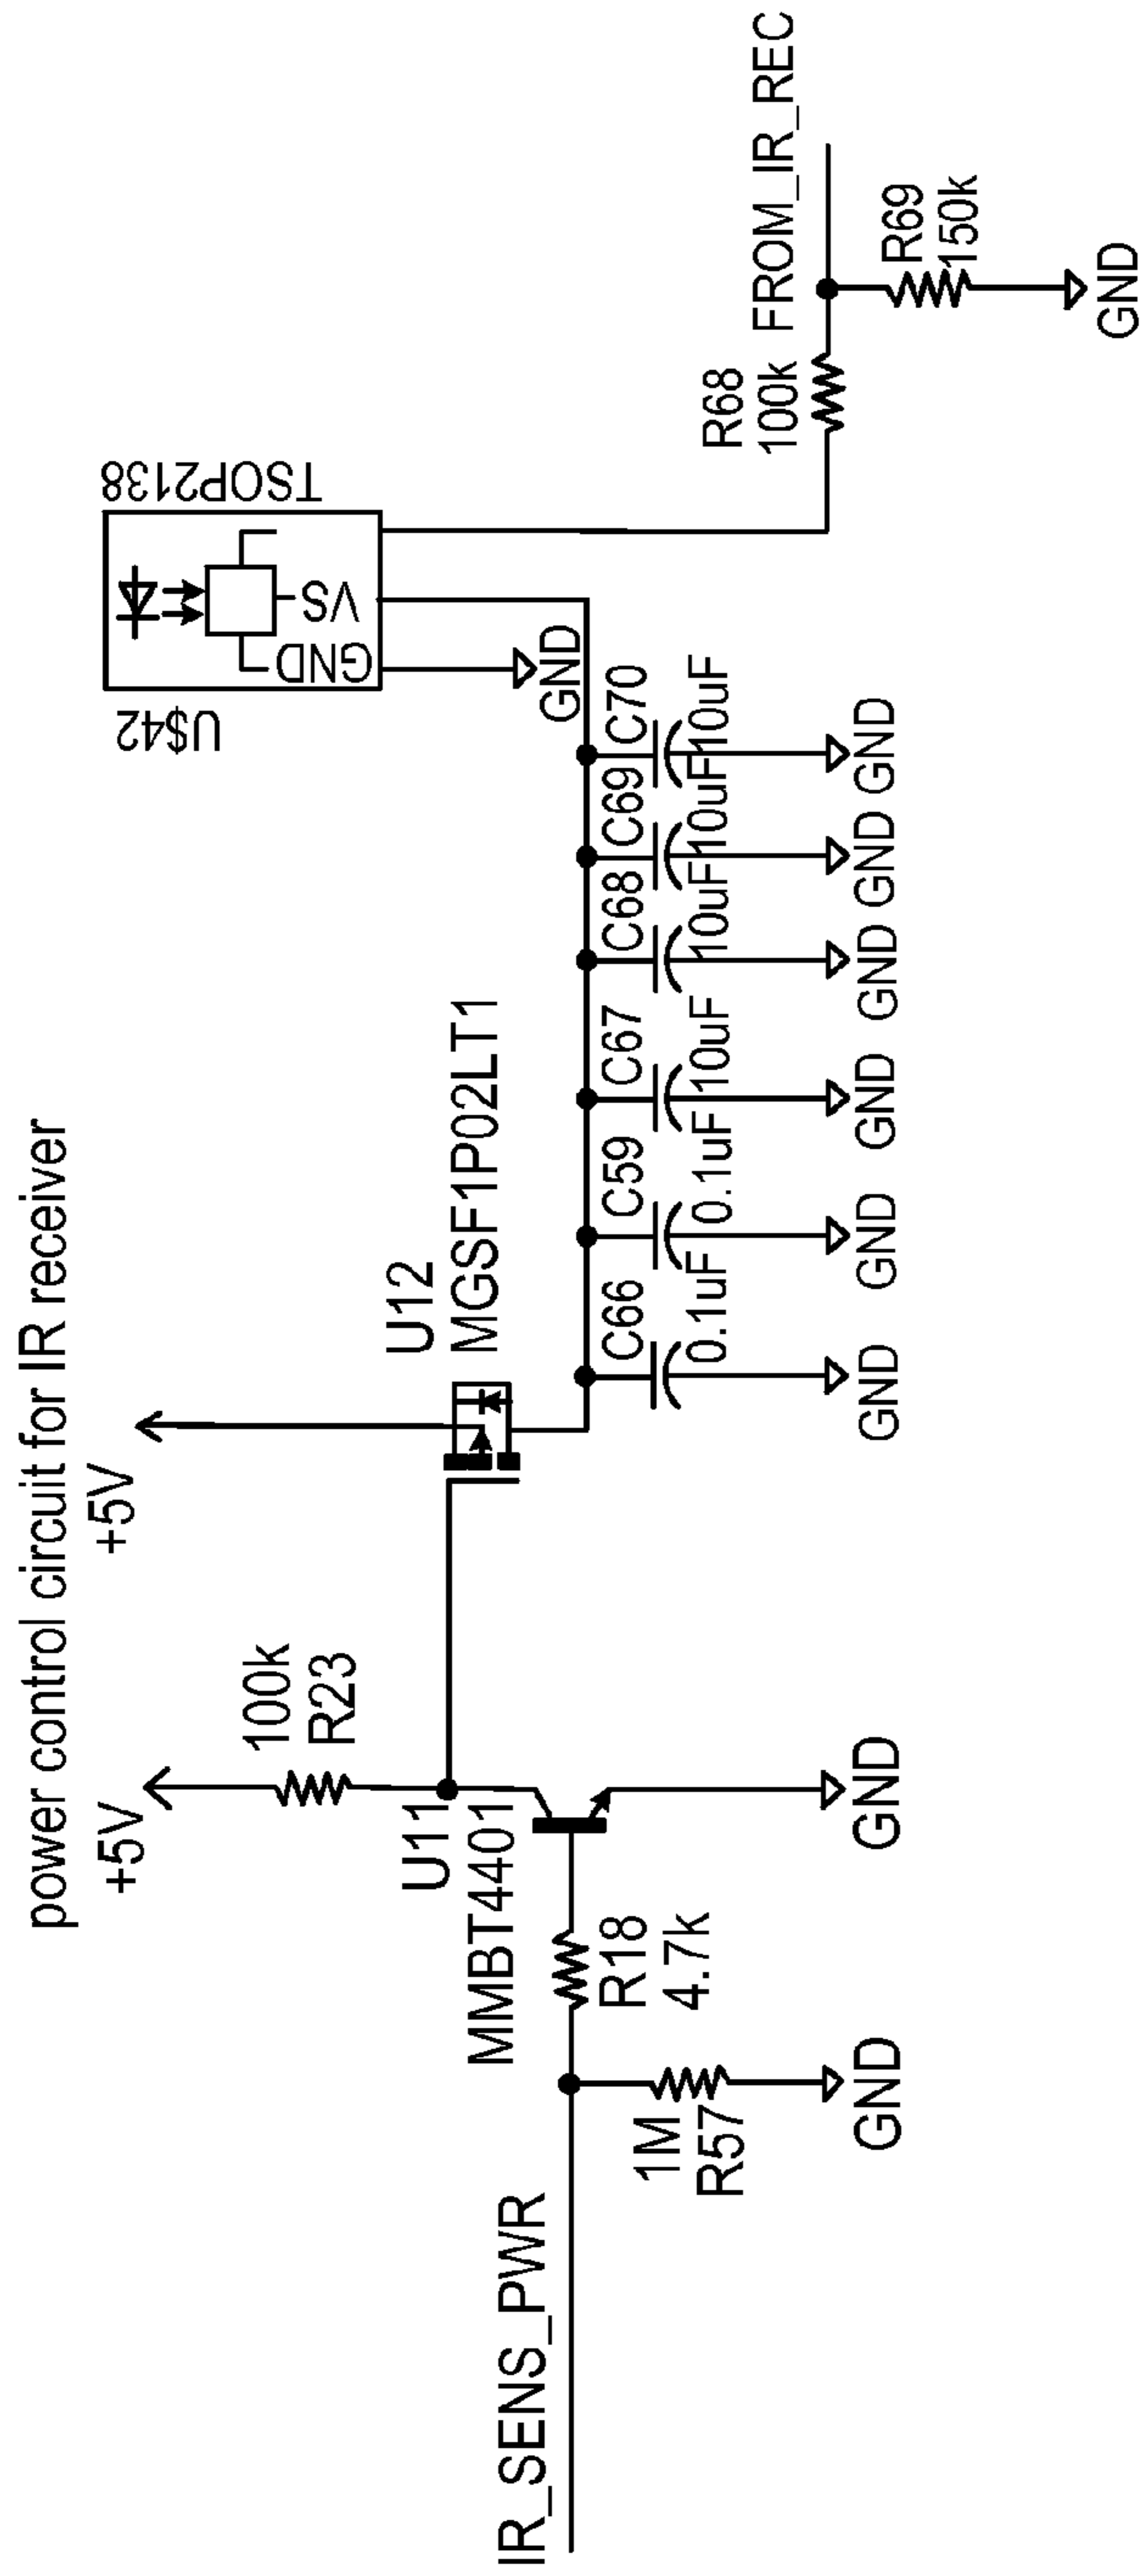 power control circuit for IR receiver
+5V
+5V
100k
R23
U11
MMBT4401
IR_SENS_PWR
1M
R57
GND
R18
4.7k
GND
U12
MGSF1P02LT1
C66
0.1uF
GND
C59
0.1uF
GND
C67
10uF
GND
C68
10uF
GND
C69
10uF
GND
C70
10uF
GND
U$42
TSOP2138
GND
VS
GND
R68
100k
FROM_IR_REC
R69
150k
GND